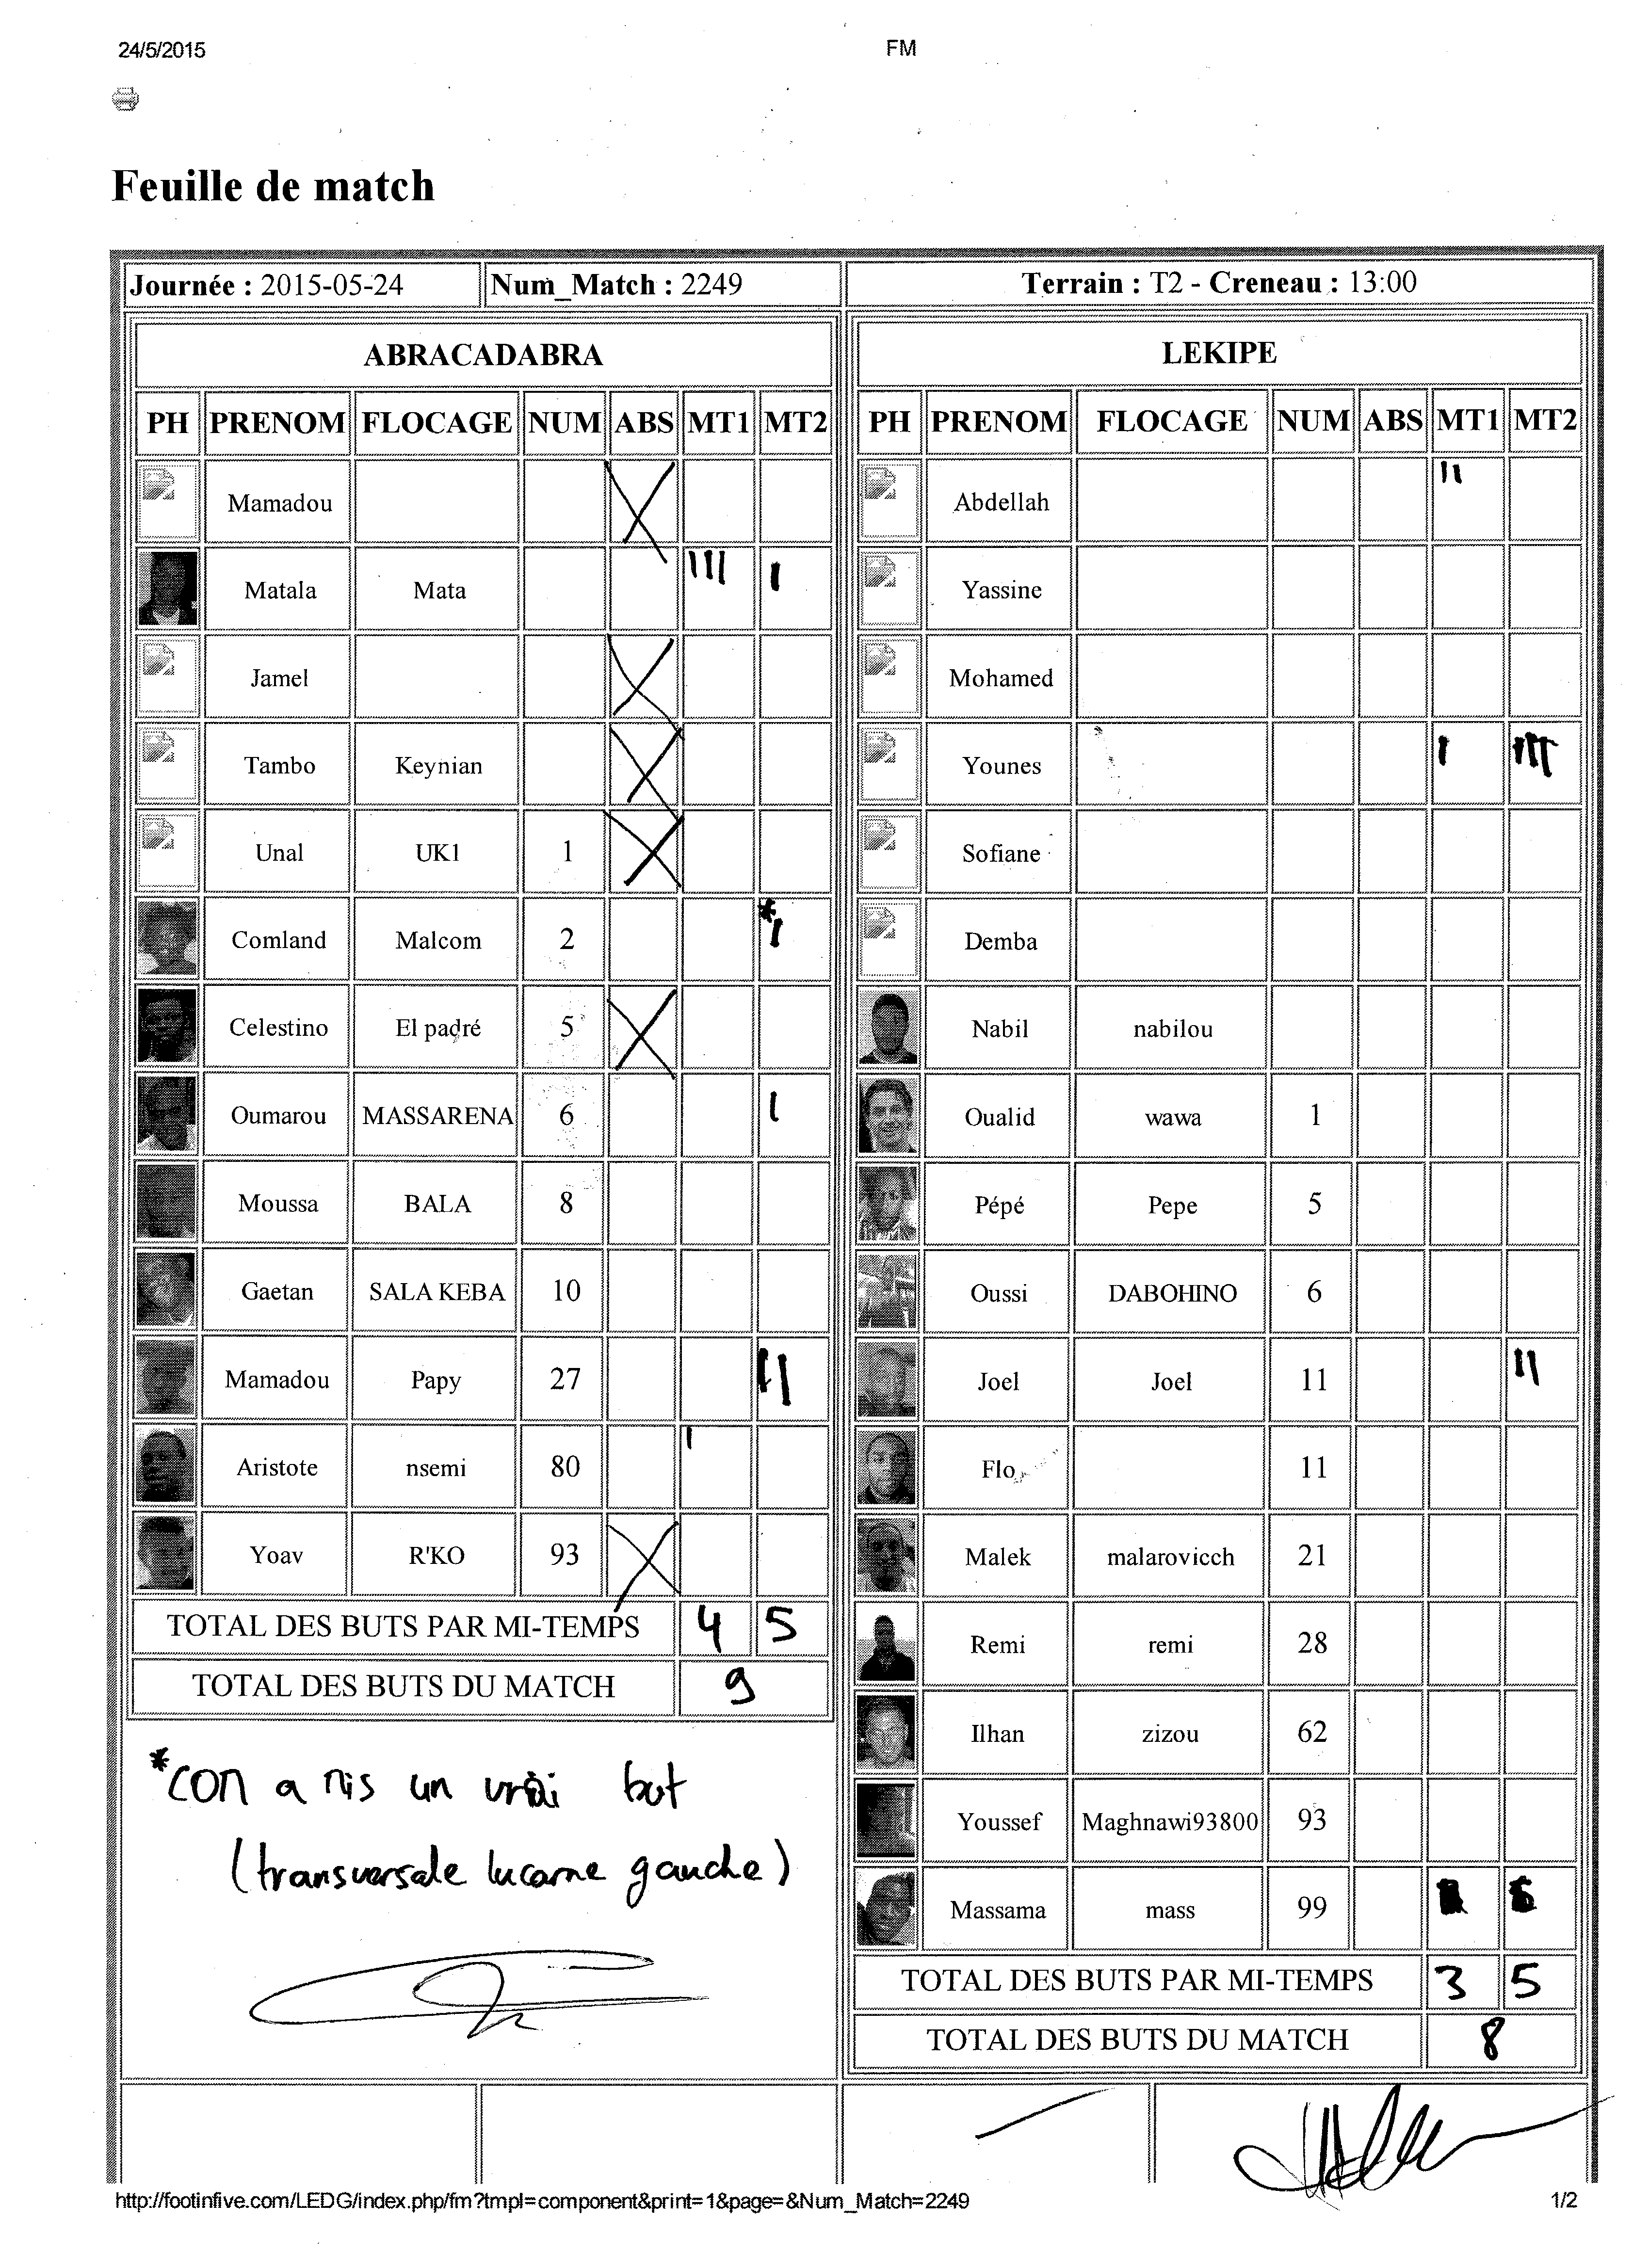 24/5/2015 FM
Feuille de match
Journée : 2015-05-24 Num_Match : 2249 Terrain : T2 - Creneau : 13:00
ABRACADABRA
PH PRENOM FLOCAGE NUM ABS MT1 MT2
Mamadou X
Matala Mata III I
Jamel X
Tambo Keynian X
Unal UK1 1 X
Comland Malcom 2 *I
Celestino El padré 5 X
Oumarou MASSARENA 6 I
Moussa BALA 8
Gaetan SALA KEBA 10
Mamadou Papy 27 II
Aristote nsemi 80 I
Yoav R'KO 93 X
TOTAL DES BUTS PAR MI-TEMPS 4 5
TOTAL DES BUTS DU MATCH 9
*CON a mis un vrai but
(transversale lucarne gauche)
LEKIPE
PH PRENOM FLOCAGE NUM ABS MT1 MT2
Abdellah II
Yassine
Mohamed
Younes I III
Sofiane
Demba
Nabil nabilou
Oualid wawa 1
Pépé Pepe 5
Oussi DABOHINO 6
Joel Joel 11 II
Flo 11
Malek malarovicch 21
Remi remi 28
Ilhan zizou 62
Youssef Maghnawi93800 93
Massama mass 99
TOTAL DES BUTS PAR MI-TEMPS 3 5
TOTAL DES BUTS DU MATCH 8
http://footinfive.com/LEDG/index.php/fm?tmpl=component&print=1&page=&Num_Match=2249 1/2